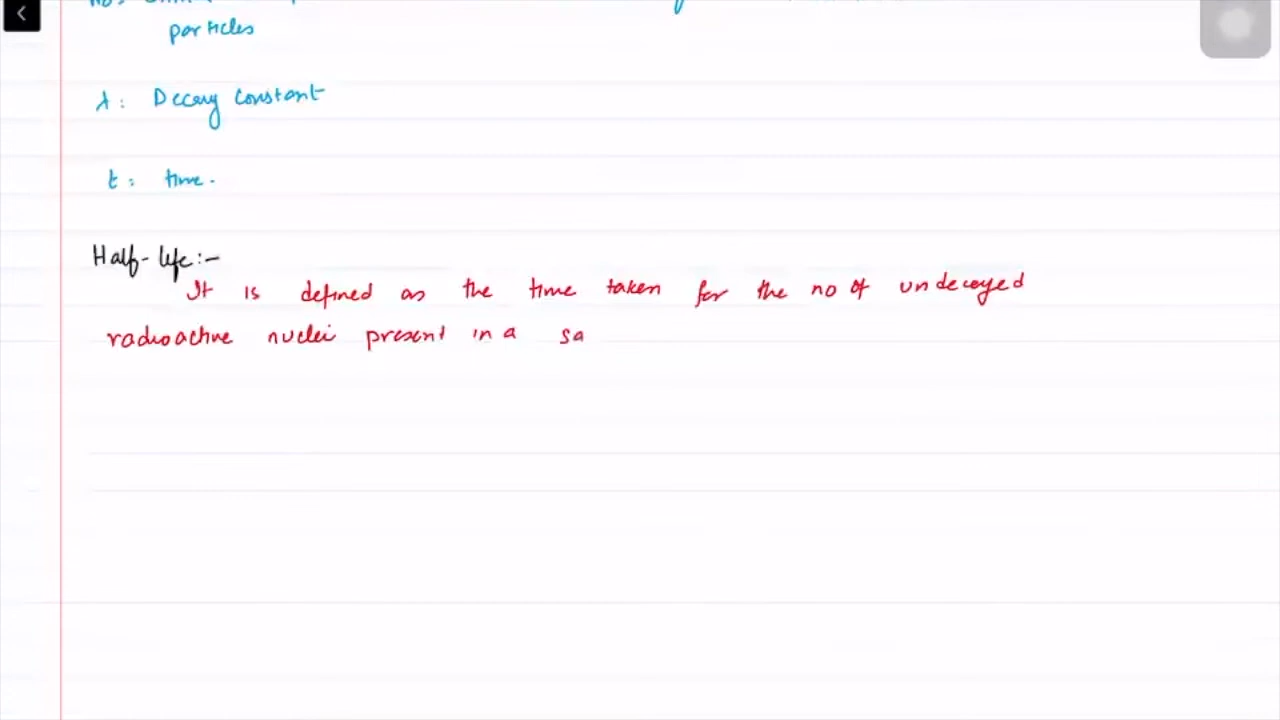 particles
λ: Decay constant
t: time.
Half-life:-
It is defined as the time taken for the no of undecayed
radioactive nuclei present in a sa